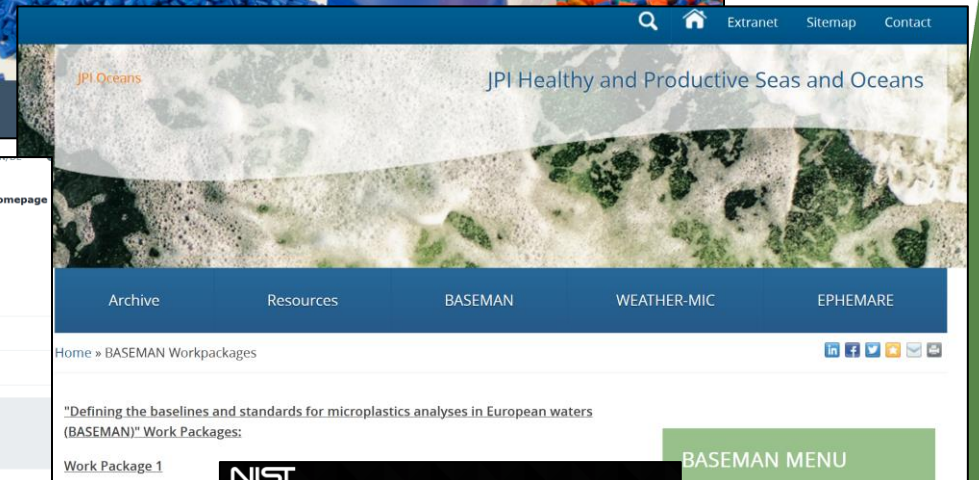 Extranet Sitemap Contact
JPI Oceans
JPI Healthy and Productive Seas and Oceans
Archive Resources BASEMAN WEATHER-MIC EPHEMARE
Home » BASEMAN Workpackages
"Defining the baselines and standards for microplastics analyses in European waters
(BASEMAN)" Work Packages:
BASEMAN MENU
Work Package 1
NIST